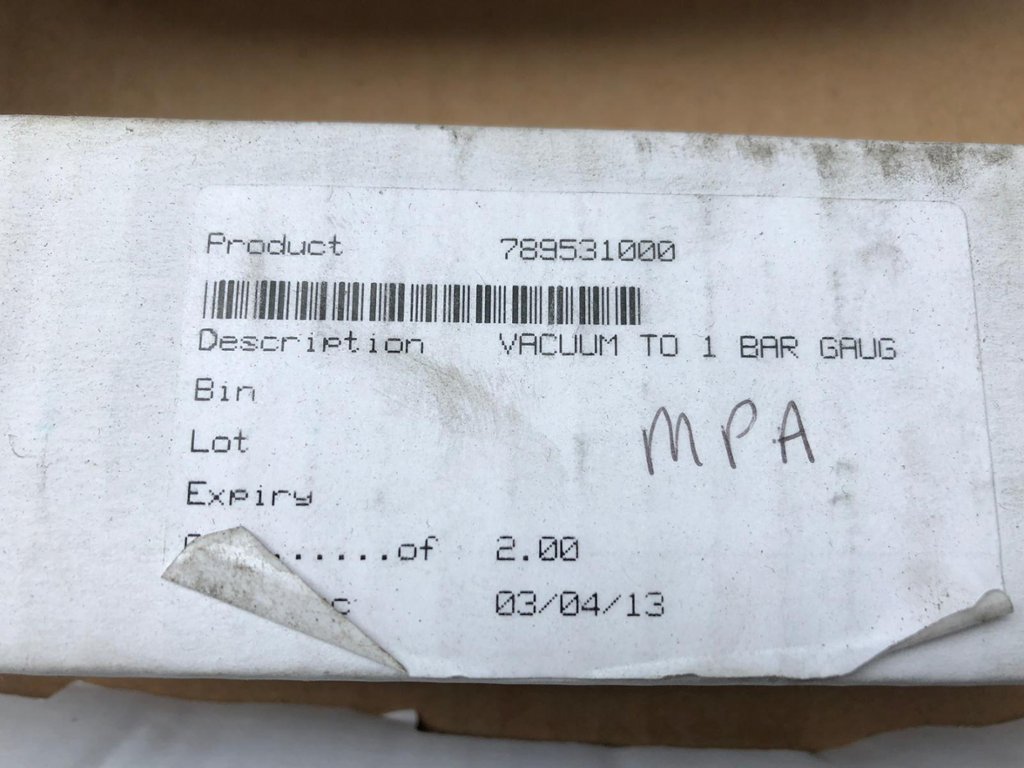 Product 789531000
Description VACUUM TO 1 BAR GAUG
Bin
MPA
Lot
Expiry
......of 2.00
03/04/13